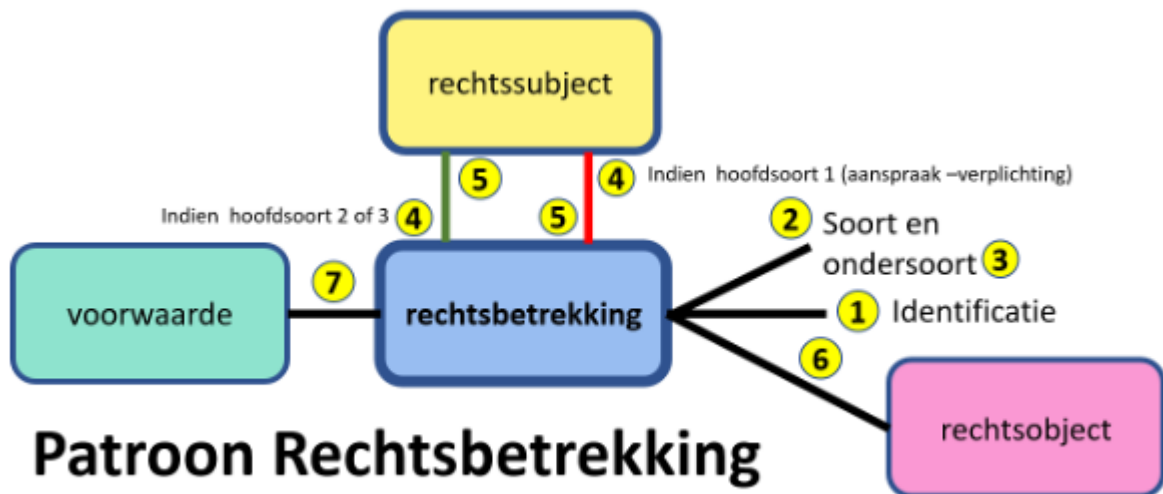 rechtssubject
5
4 Indien hoofdsoort 1 (aanspraak –verplichting)
Indien hoofdsoort 2 of 3 4
5
2 Soort en
ondersoort 3
voorwaarde
7
rechtsbetrekking
1 Identificatie
6
rechtsobject
Patroon Rechtsbetrekking